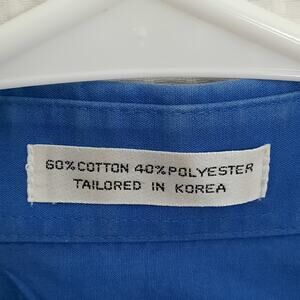 60% COTTON 40% POLYESTER
TAILORED IN KOREA